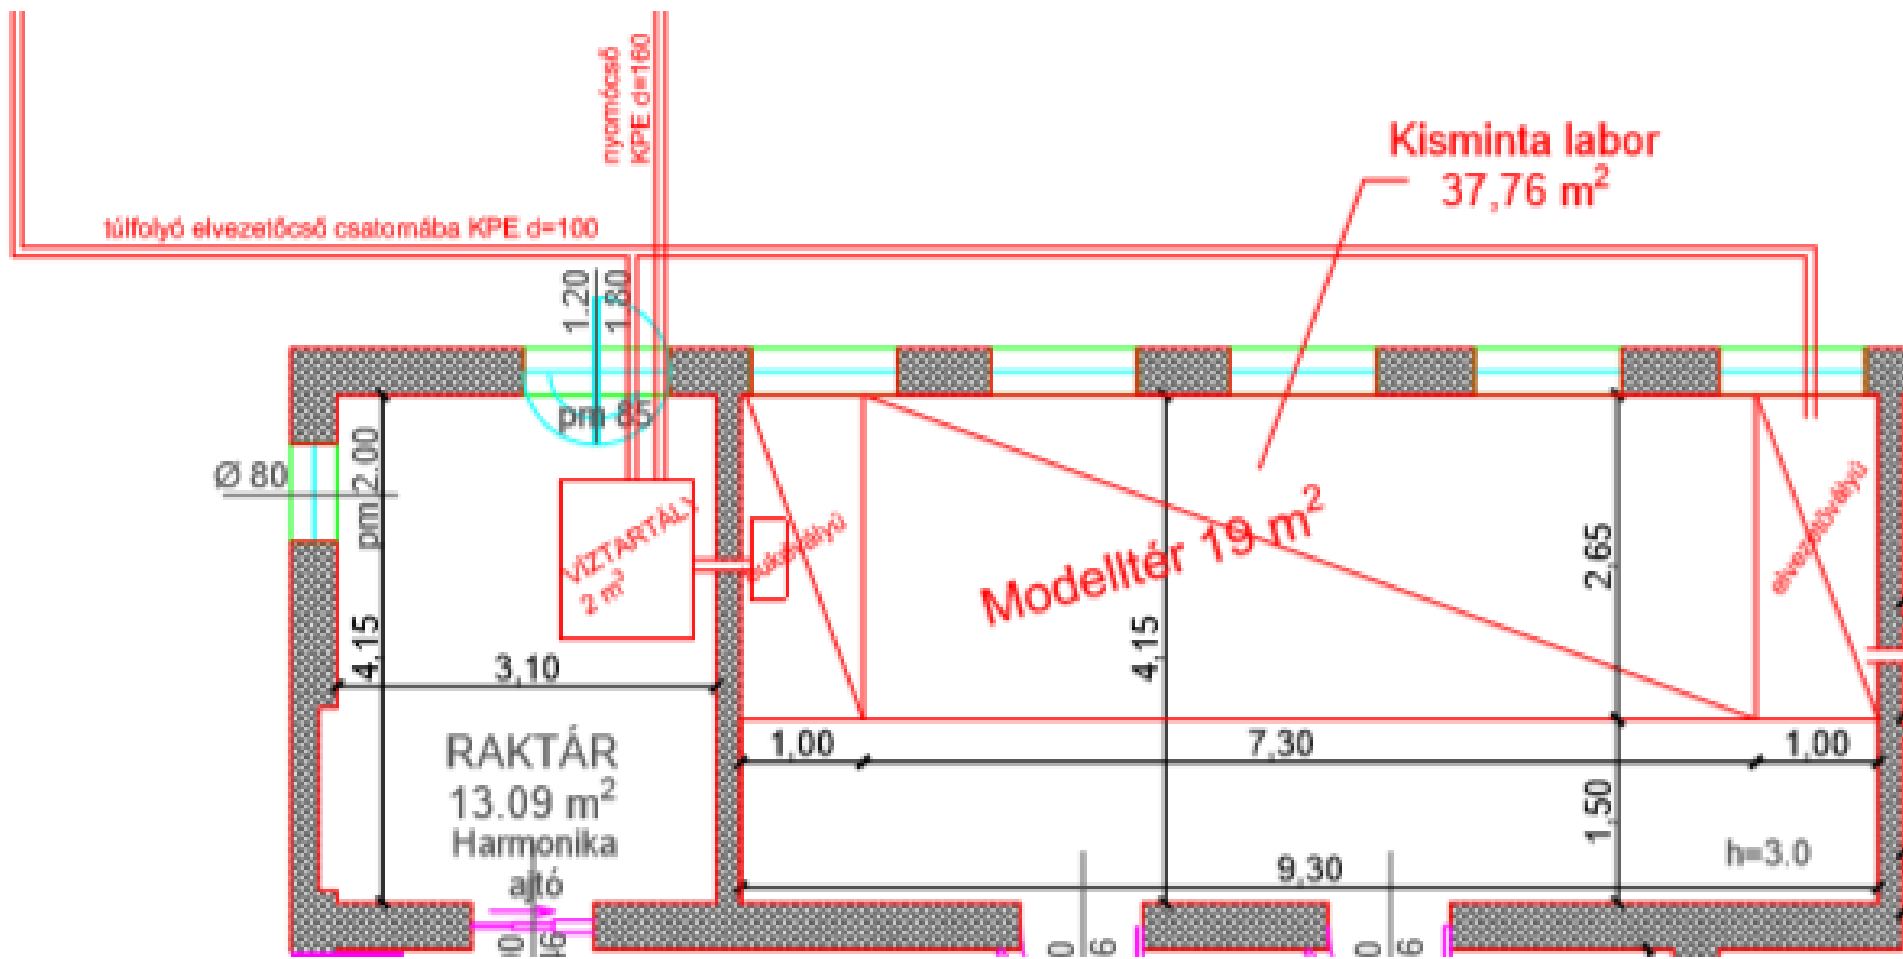 nyomócső
KPE d=160
Kisminta labor
37,76 m²
túlfolyó elvezetőcső csatornába KPE d=100
1.20
1.80
pm 85
Ø 80
pm 2.00
VÍZTARTÁLY
2 m³
bukóvályú
Modelltér 19 m²
elvezetővályú
2,65
4,15
4,15
3,10
RAKTÁR
13.09 m²
Harmonika
ajtó
1,00
7,30
1,00
1,50
9,30
h=3.0